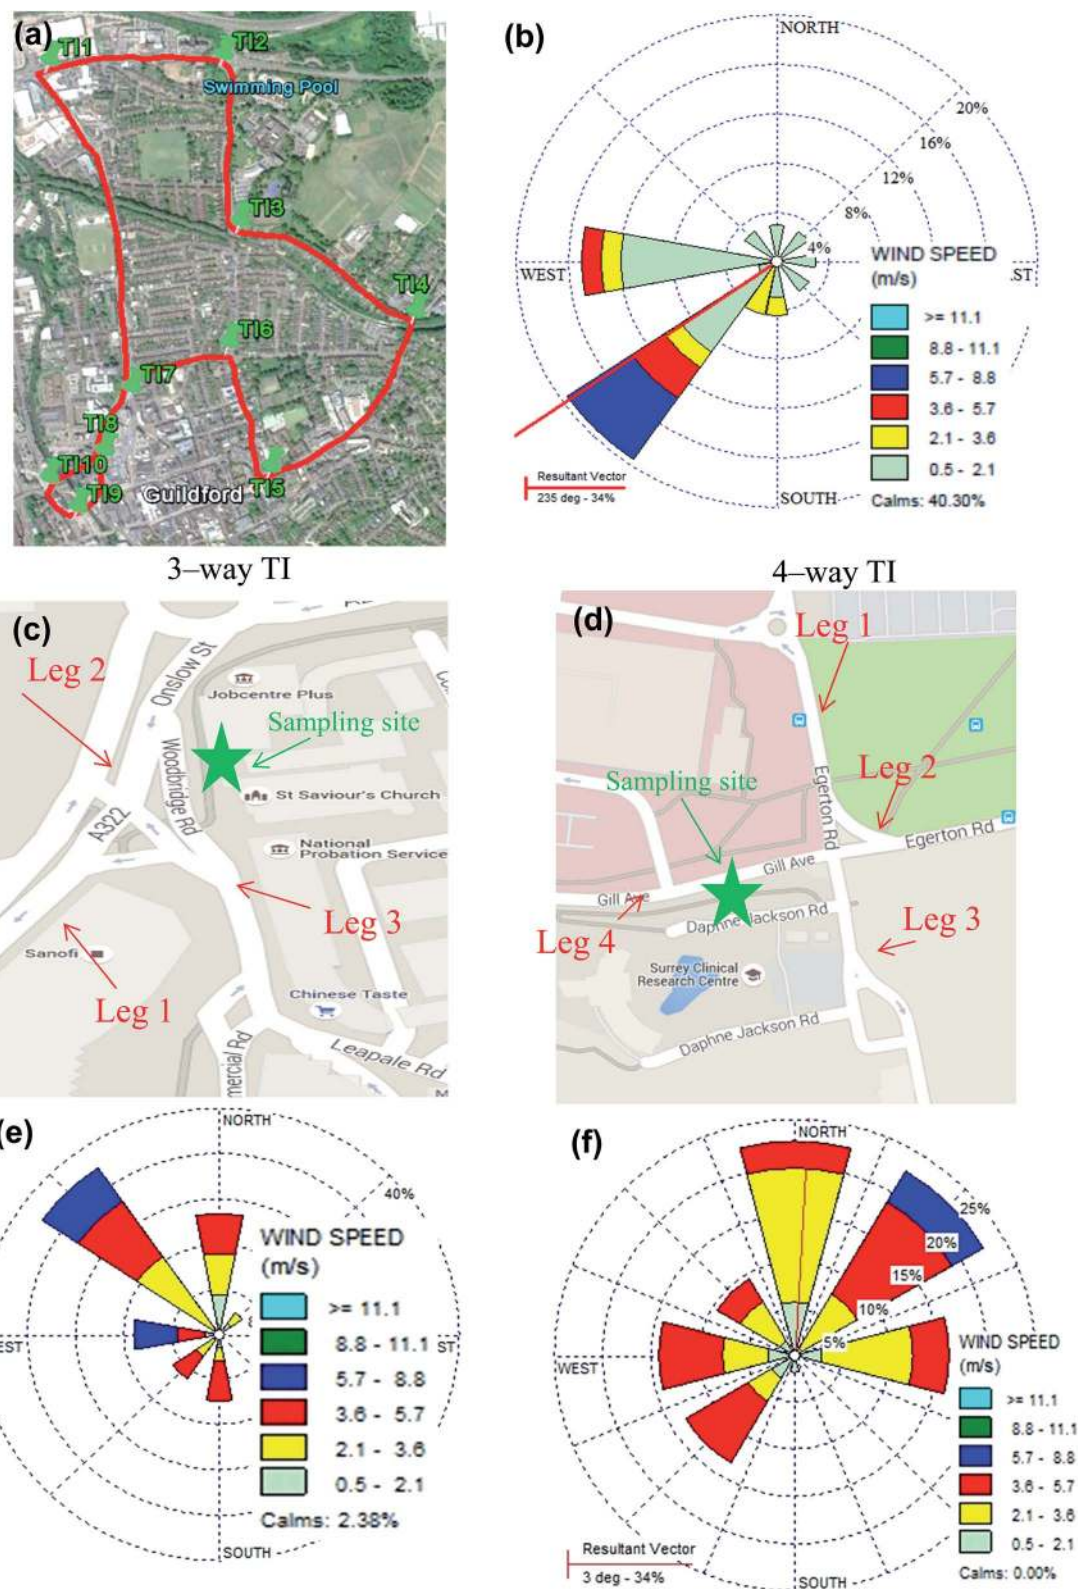 (a)
TI1
TI2
Swimming Pool
TI3
TI4
TI6
TI7
TI8
TI10
TI9
Guildford
TI5
(b)
NORTH
20%
16%
12%
8%
4%
WEST
ST
WIND SPEED
(m/s)
>= 11.1
8.8 - 11.1
5.7 - 8.8
3.6 - 5.7
2.1 - 3.6
0.5 - 2.1
Calms: 40.30%
Resultant Vector
235 deg - 34%
SOUTH
3–way TI
4–way TI
(c)
Leg 2
Onslow St
Jobcentre Plus
Sampling site
Woodbridge Rd
St Saviour's Church
A322
National
Probation Service
Leg 3
Sanofi
Leg 1
Chinese Taste
mercial Rd
Leapale Rd
(d)
Leg 1
Leg 2
Sampling site
Egerton Rd
Egerton Rd
Gill Ave
Gill Ave
Daphne Jackson Rd
Leg 4
Leg 3
Surrey Clinical
Research Centre
Daphne Jackson Rd
(e)
NORTH
40%
WIND SPEED
(m/s)
>= 11.1
8.8 - 11.1
5.7 - 8.8
3.6 - 5.7
2.1 - 3.6
0.5 - 2.1
Calms: 2.38%
EST
ST
SOUTH
(f)
NORTH
25%
20%
15%
10%
5%
WEST
WIND SPEED
(m/s)
>= 11.1
8.8 - 11.1
5.7 - 8.8
3.6 - 5.7
2.1 - 3.6
0.5 - 2.1
Calms: 0.00%
Resultant Vector
3 deg - 34%
SOUTH